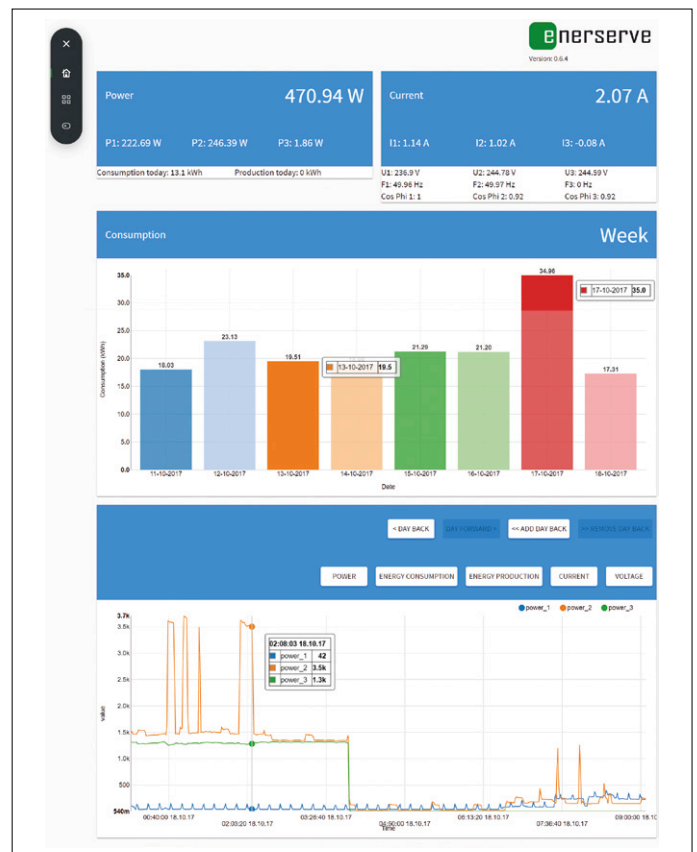 enerserve
Version: 0.6.4
Power 470.94 W
P1: 222.69 W P2: 246.39 W P3: 1.86 W
Consumption today: 13.1 kWh Production today: 0 kWh
Current 2.07 A
I1: 1.14 A I2: 1.02 A I3: -0.08 A
U1: 236.9 V U2: 244.78 V U3: 244.59 V
F1: 49.96 Hz F2: 49.97 Hz F3: 0 Hz
Cos Phi 1: 1 Cos Phi 2: 0.92 Cos Phi 3: 0.92
Consumption Week
34.96
35.0
17-10-2017 35.0
30.0
25.0
23.13
21.29
21.20
20.0
19.51
18.03
13-10-2017 19.5
17.31
15.0
10.0
5.0
0.0
Consumption (kWh)
11-10-2017 12-10-2017 13-10-2017 14-10-2017 15-10-2017 16-10-2017 17-10-2017 18-10-2017
Date
< DAY BACK DAY FORWARD > << ADD DAY BACK >> REMOVE DAY BACK
POWER ENERGY CONSUMPTION ENERGY PRODUCTION CURRENT VOLTAGE
power_1 power_2 power_3
3.7k
3.5k
3.0k
2.5k
2.0k
1.5k
1.0k
500
540m
value
02:08:03 18.10.17
power_1 42
power_2 3.5k
power_3 1.3k
00:40:00 18.10.17 02:03:20 18.10.17 03:26:40 18.10.17 04:50:00 18.10.17 06:13:20 18.10.17 07:36:40 18.10.17 09:00:00 18.1
Time